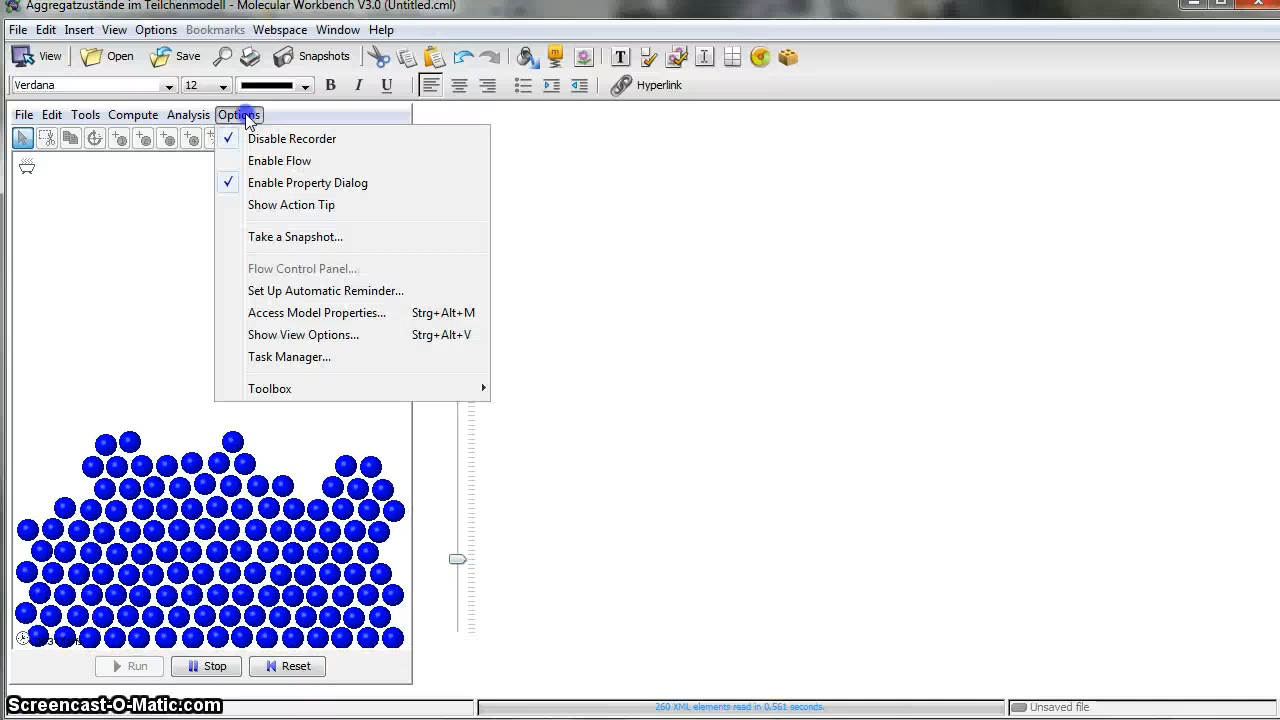 Aggregatzustände im Teilchenmodell - Molecular Workbench V3.0 (Untitled.cml)
File Edit Insert View Options Bookmarks Webspace Window Help
View Open Save Snapshots T
Verdana 12 B I U Hyperlink
File Edit Tools Compute Analysis Options
Disable Recorder
Enable Flow
Enable Property Dialog
Show Action Tip
Take a Snapshot...
Flow Control Panel...
Set Up Automatic Reminder...
Access Model Properties... Strg+Alt+M
Show View Options... Strg+Alt+V
Task Manager...
Toolbox
Run Stop Reset
Screencast-O-Matic.com
260 XML elements read in 0,561 seconds.
Unsaved file